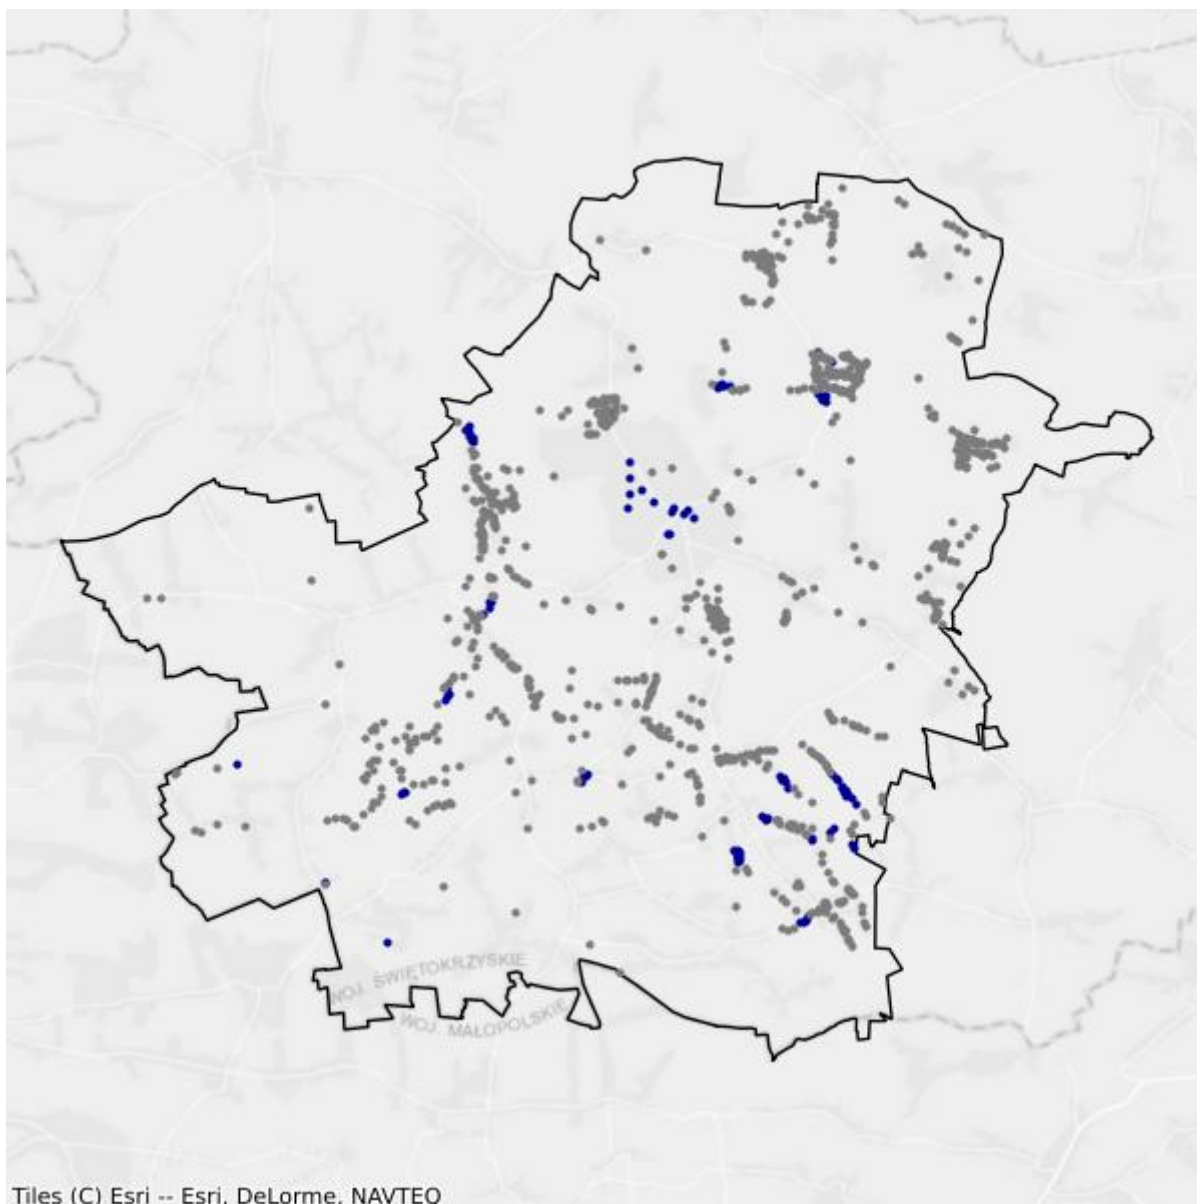 WOJ. ŚWIĘTOKRZYSKIE
WOJ. MAŁOPOLSKIE
Tiles (C) Esri -- Esri, DeLorme, NAVTEQ